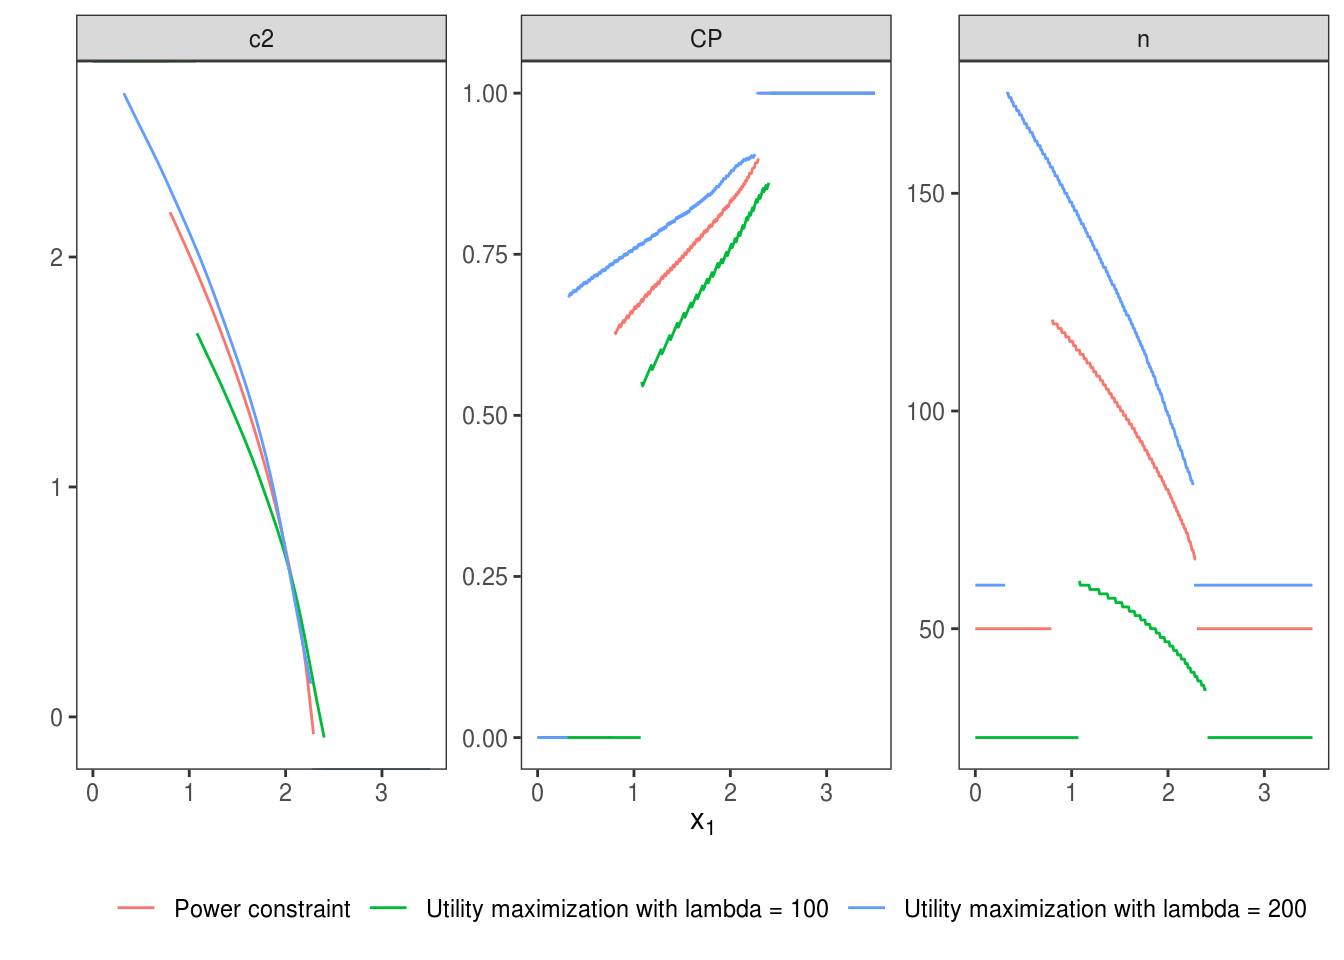 c2
CP
n
2
1
0
1.00
0.75
0.50
0.25
0.00
150
100
50
0 1 2 3
0 1 2 3
0 1 2 3
x₁
Power constraint
Utility maximization with lambda = 100
Utility maximization with lambda = 200